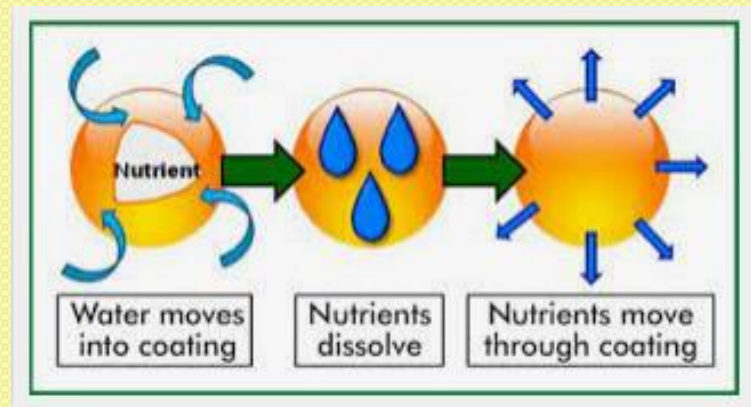 Nutrient
Water moves
into coating
Nutrients
dissolve
Nutrients move
through coating